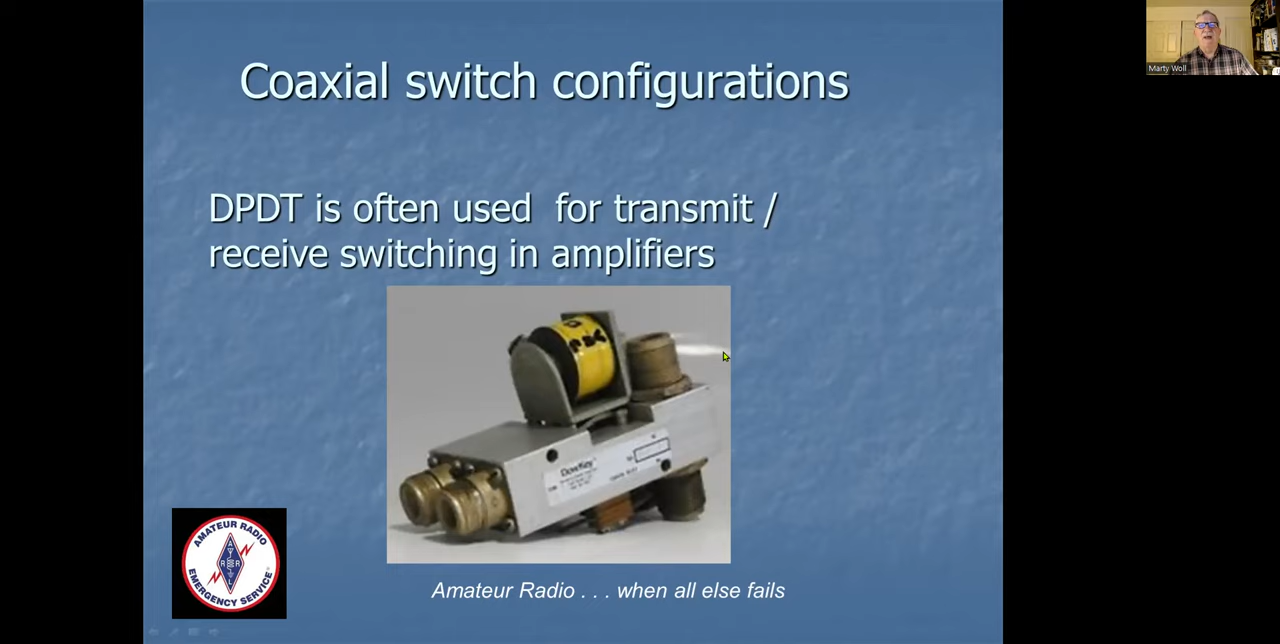 Coaxial switch configurations
Marty Woll
DPDT is often used for transmit /
receive switching in amplifiers
DowKey
AMATEUR RADIO
ARRL
EMERGENCY SERVICE
Amateur Radio . . . when all else fails